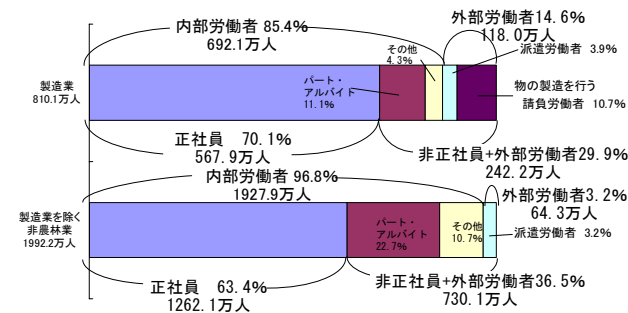 内部労働者 85.4%
692.1万人
外部労働者14.6%
118.0万人
その他
4.3%
派遣労働者 3.9%
製造業
810.1万人
パート・
アルバイト
11.1%
物の製造を行う
請負労働者 10.7%
正社員 70.1%
567.9万人
非正社員+外部労働者29.9%
242.2万人
内部労働者 96.8%
1927.9万人
外部労働者3.2%
64.3万人
製造業を除く
非農林業
1992.2万人
パート・
アルバイト
22.7%
その他
10.7%
派遣労働者 3.2%
正社員 63.4%
1262.1万人
非正社員+外部労働者36.5%
730.1万人